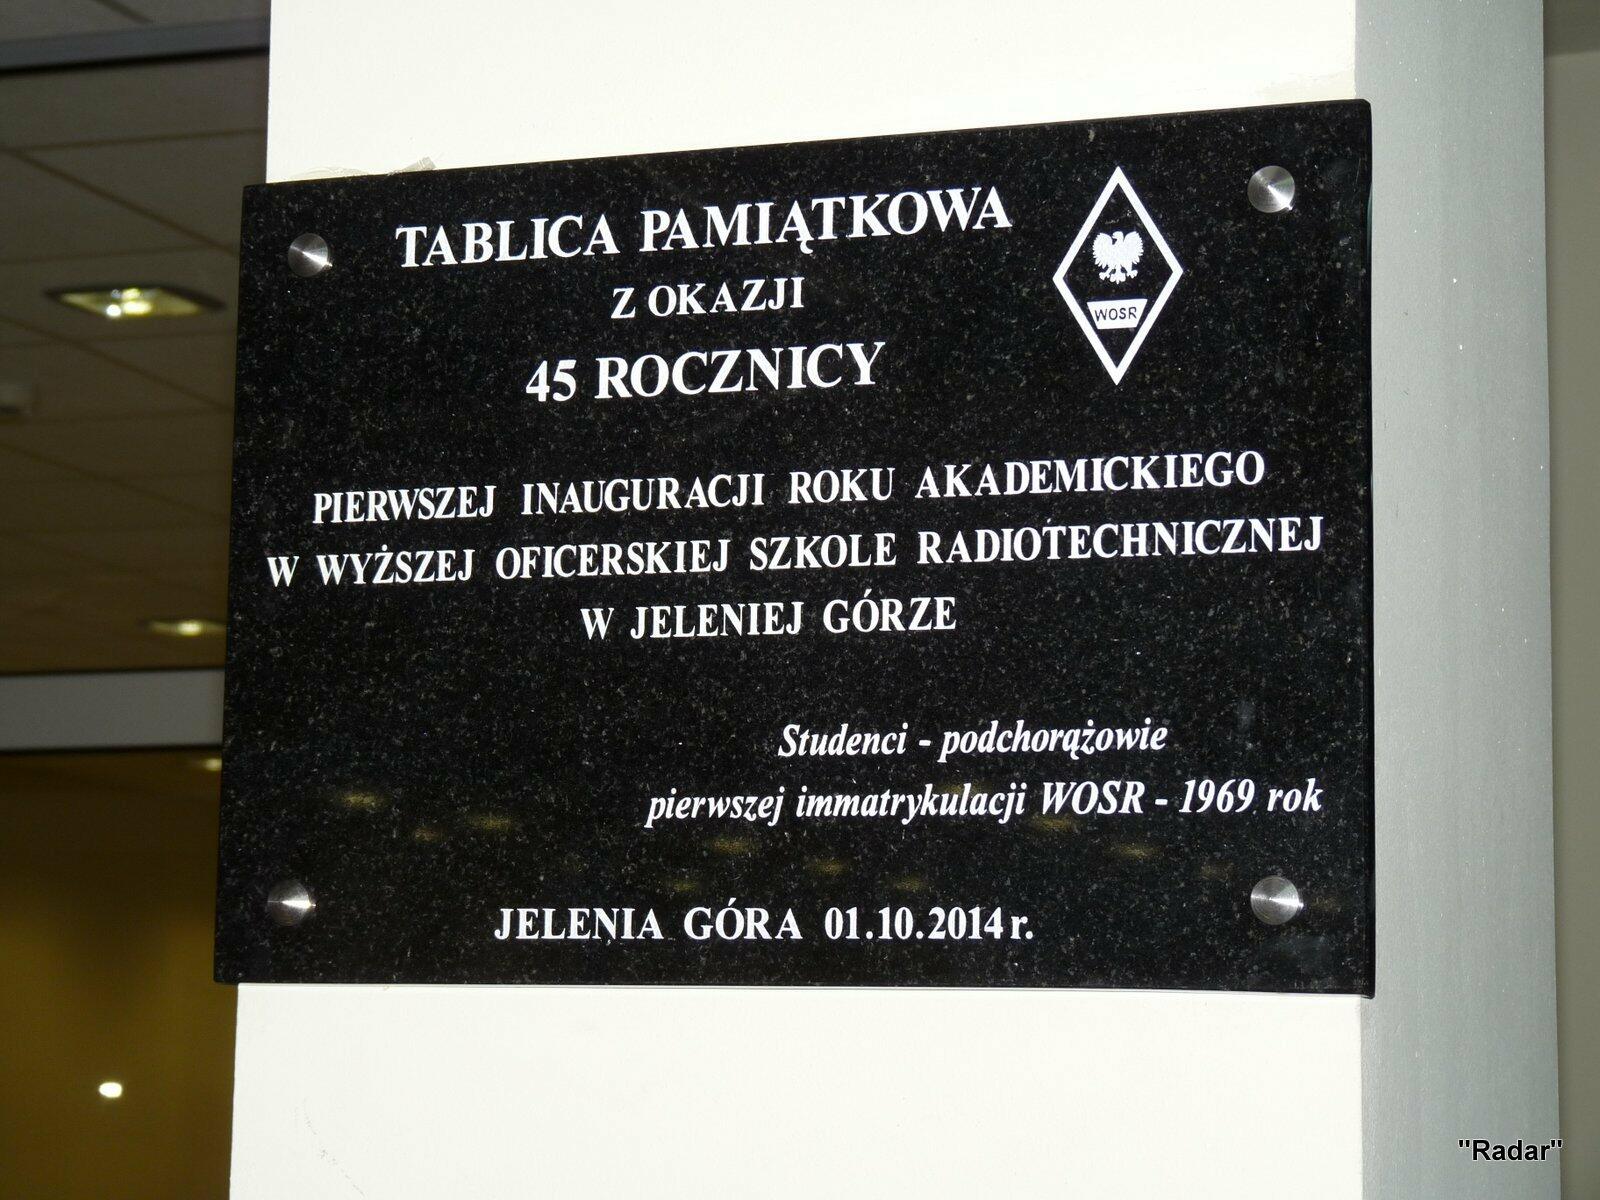 TABLICA PAMIĄTKOWA
Z OKAZJI
45 ROCZNICY
WOSR
PIERWSZEJ INAUGURACJI ROKU AKADEMICKIEGO
W WYŻSZEJ OFICERSKIEJ SZKOLE RADIOTECHNICZNEJ
W JELENIEJ GÓRZE
Studenci - podchorążowie
pierwszej immatrykulacji WOSR - 1969 rok
JELENIA GÓRA 01.10.2014 r.
"Radar"